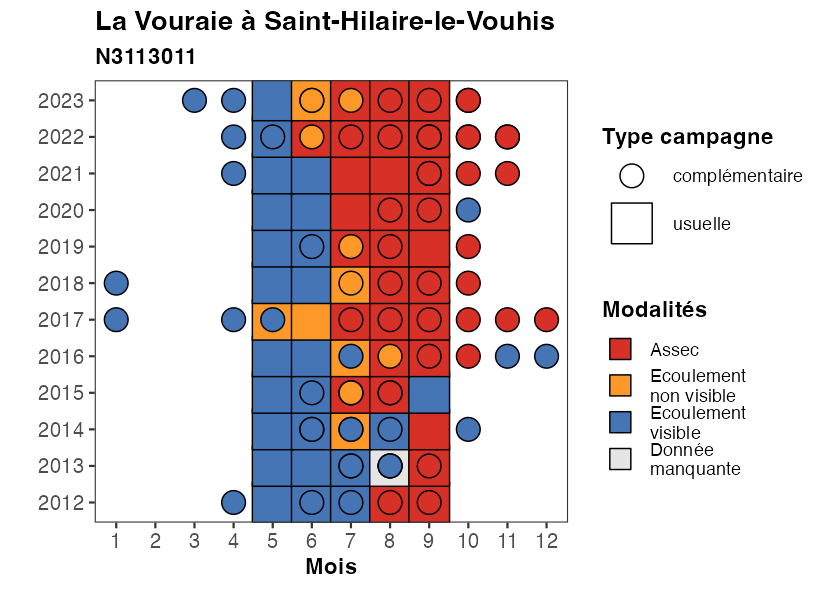 La Vouraie à Saint-Hilaire-le-Vouhis
N3113011
2023
2022
2021
2020
2019
2018
2017
2016
2015
2014
2013
2012
1 2 3 4 5 6 7 8 9 10 11 12
Mois
Type campagne
complémentaire
usuelle
Modalités
Assec
Ecoulement
non visible
Ecoulement
visible
Donnée
manquante